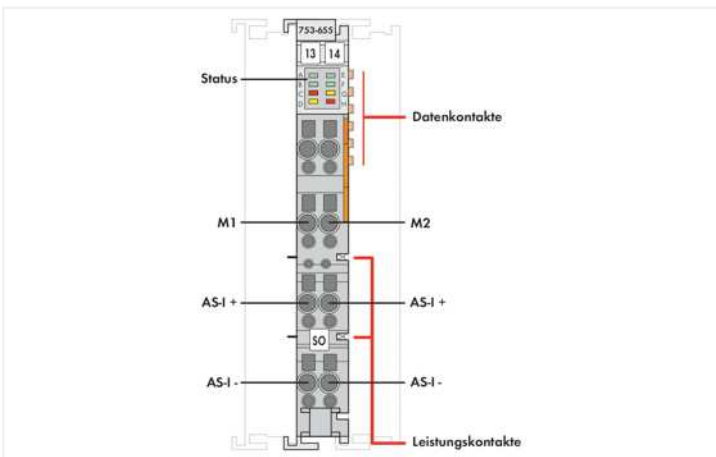 753-655
13 14
Status
A E
B F
C G
D H
Datenkontakte
M1 M2
AS-I + AS-I +
SO
AS-I - AS-I -
Leistungskontakte